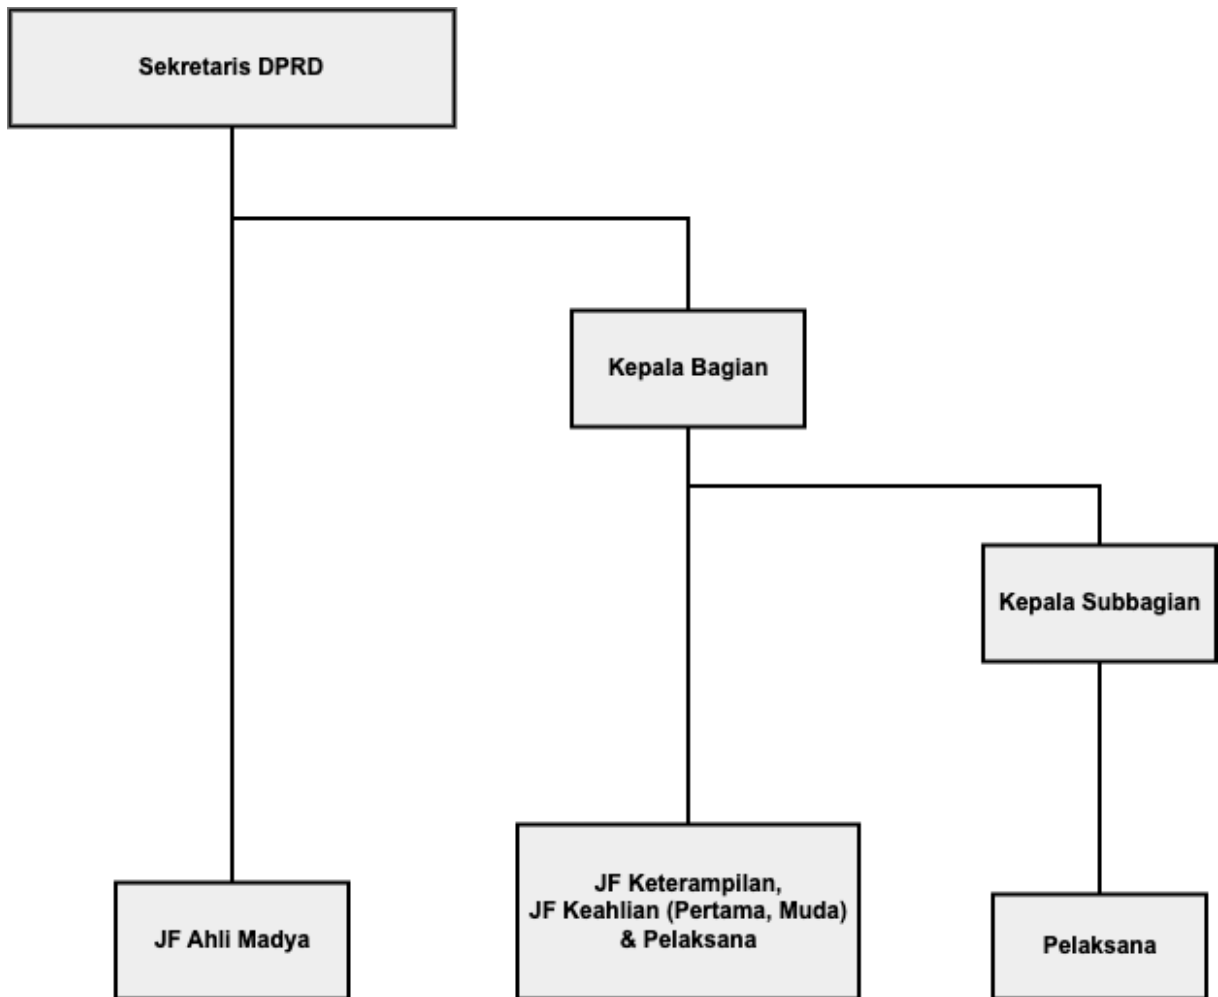 Sekretaris DPRD
Kepala Bagian
Kepala Subbagian
JF Ahli Madya
JF Keterampilan,
JF Keahlian (Pertama, Muda)
& Pelaksana
Pelaksana